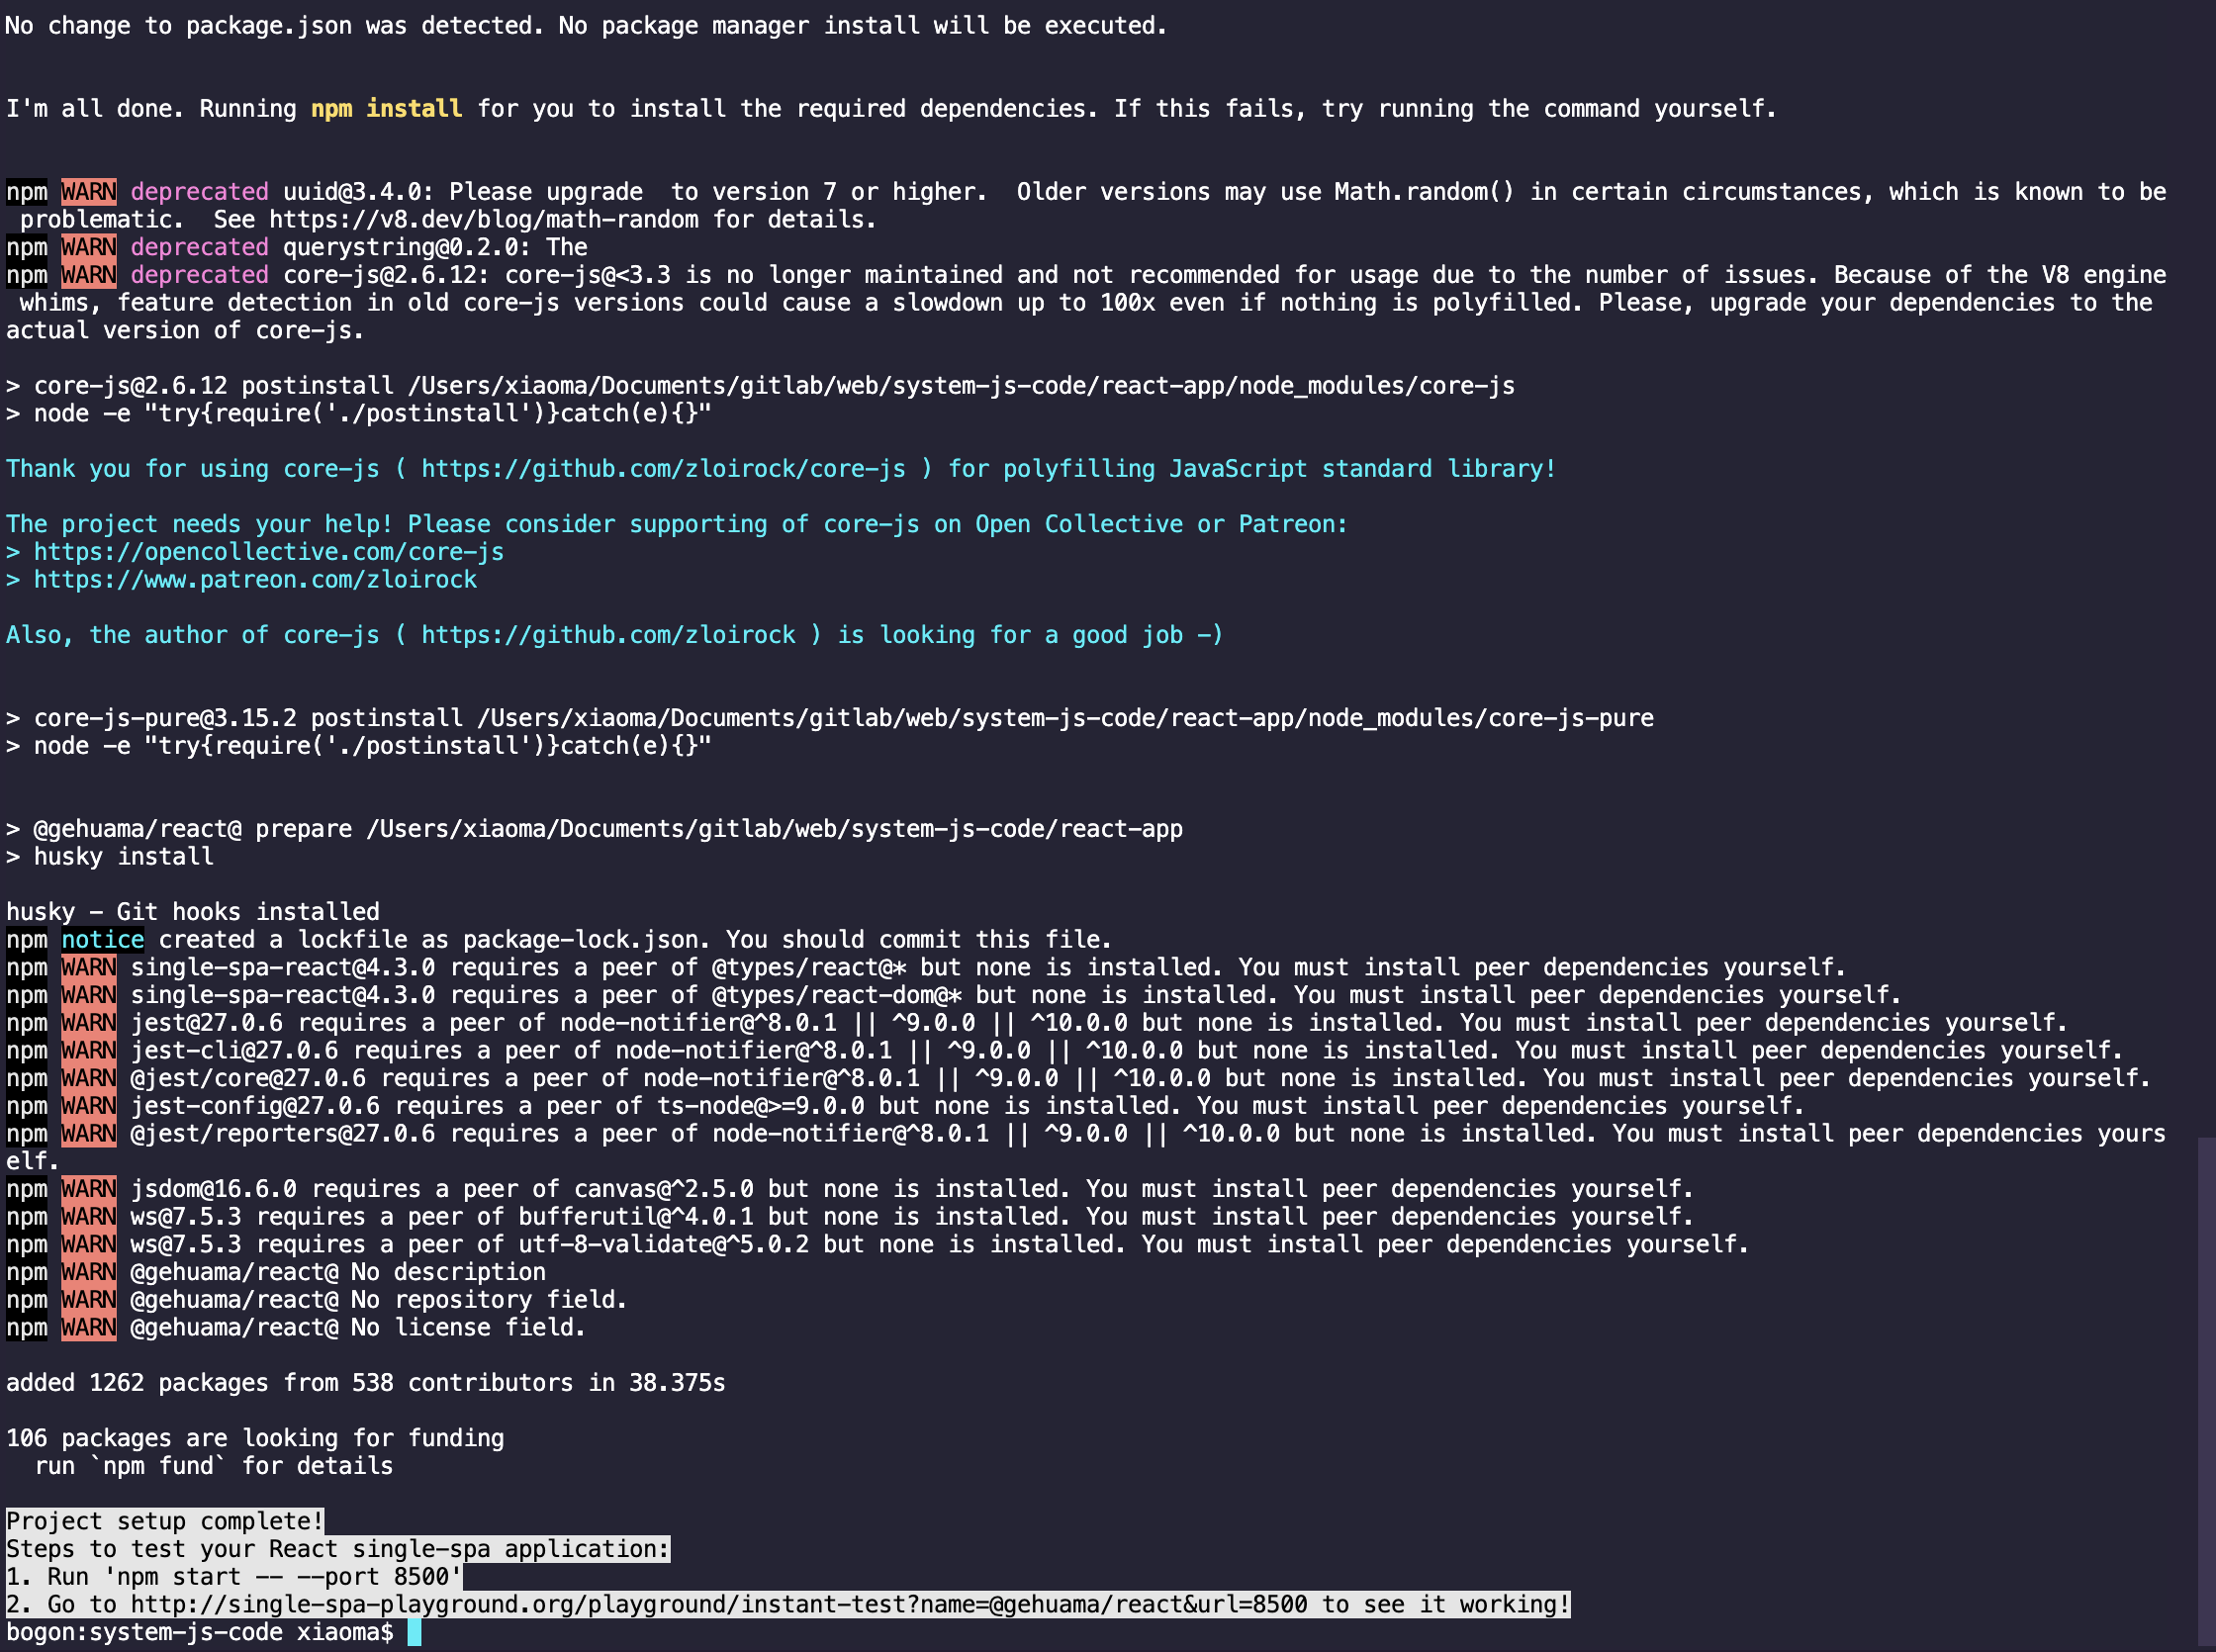 No change to package.json was detected. No package manager install will be executed.
I'm all done. Running npm install for you to install the required dependencies. If this fails, try running the command yourself.
npm WARN deprecated uuid@3.4.0: Please upgrade  to version 7 or higher.  Older versions may use Math.random() in certain circumstances, which is known to be
 problematic.  See https://v8.dev/blog/math-random for details.
npm WARN deprecated querystring@0.2.0: The
npm WARN deprecated core-js@2.6.12: core-js@<3.3 is no longer maintained and not recommended for usage due to the number of issues. Because of the V8 engine
 whims, feature detection in old core-js versions could cause a slowdown up to 100x even if nothing is polyfilled. Please, upgrade your dependencies to the
actual version of core-js.
> core-js@2.6.12 postinstall /Users/xiaoma/Documents/gitlab/web/system-js-code/react-app/node_modules/core-js
> node -e "try{require('./postinstall')}catch(e){}"
Thank you for using core-js ( https://github.com/zloirock/core-js ) for polyfilling JavaScript standard library!
The project needs your help! Please consider supporting of core-js on Open Collective or Patreon:
> https://opencollective.com/core-js
> https://www.patreon.com/zloirock
Also, the author of core-js ( https://github.com/zloirock ) is looking for a good job -)
> core-js-pure@3.15.2 postinstall /Users/xiaoma/Documents/gitlab/web/system-js-code/react-app/node_modules/core-js-pure
> node -e "try{require('./postinstall')}catch(e){}"
> @gehuama/react@ prepare /Users/xiaoma/Documents/gitlab/web/system-js-code/react-app
> husky install
husky - Git hooks installed
npm notice created a lockfile as package-lock.json. You should commit this file.
npm WARN single-spa-react@4.3.0 requires a peer of @types/react@* but none is installed. You must install peer dependencies yourself.
npm WARN single-spa-react@4.3.0 requires a peer of @types/react-dom@* but none is installed. You must install peer dependencies yourself.
npm WARN jest@27.0.6 requires a peer of node-notifier@^8.0.1 || ^9.0.0 || ^10.0.0 but none is installed. You must install peer dependencies yourself.
npm WARN jest-cli@27.0.6 requires a peer of node-notifier@^8.0.1 || ^9.0.0 || ^10.0.0 but none is installed. You must install peer dependencies yourself.
npm WARN @jest/core@27.0.6 requires a peer of node-notifier@^8.0.1 || ^9.0.0 || ^10.0.0 but none is installed. You must install peer dependencies yourself.
npm WARN jest-config@27.0.6 requires a peer of ts-node@>=9.0.0 but none is installed. You must install peer dependencies yourself.
npm WARN @jest/reporters@27.0.6 requires a peer of node-notifier@^8.0.1 || ^9.0.0 || ^10.0.0 but none is installed. You must install peer dependencies yours
elf.
npm WARN jsdom@16.6.0 requires a peer of canvas@^2.5.0 but none is installed. You must install peer dependencies yourself.
npm WARN ws@7.5.3 requires a peer of bufferutil@^4.0.1 but none is installed. You must install peer dependencies yourself.
npm WARN ws@7.5.3 requires a peer of utf-8-validate@^5.0.2 but none is installed. You must install peer dependencies yourself.
npm WARN @gehuama/react@ No description
npm WARN @gehuama/react@ No repository field.
npm WARN @gehuama/react@ No license field.
added 1262 packages from 538 contributors in 38.375s
106 packages are looking for funding
  run `npm fund` for details
Project setup complete!
Steps to test your React single-spa application:
1. Run 'npm start -- --port 8500'
2. Go to http://single-spa-playground.org/playground/instant-test?name=@gehuama/react&url=8500 to see it working!
bogon:system-js-code xiaoma$